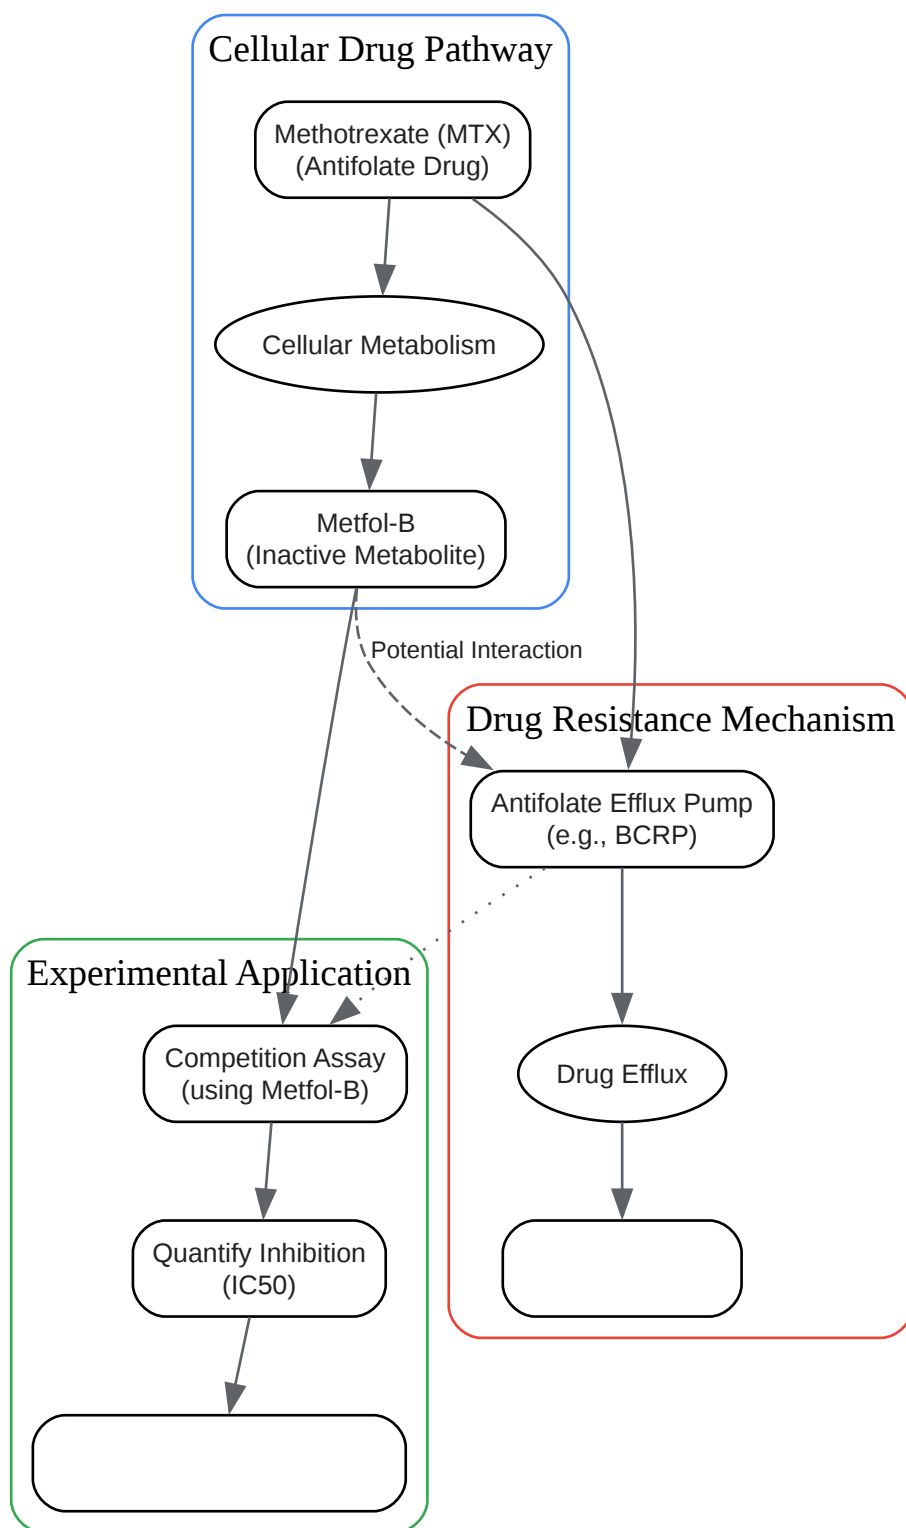 Cellular Drug Pathway
Methotrexate (MTX)
(Antifolate Drug)
Cellular Metabolism
Metfol-B
(Inactive Metabolite)
Potential Interaction
Drug Resistance Mechanism
Antifolate Efflux Pump
(e.g., BCRP)
Experimental Application
Competition Assay
(using Metfol-B)
Drug Efflux
Quantify Inhibition
(IC50)